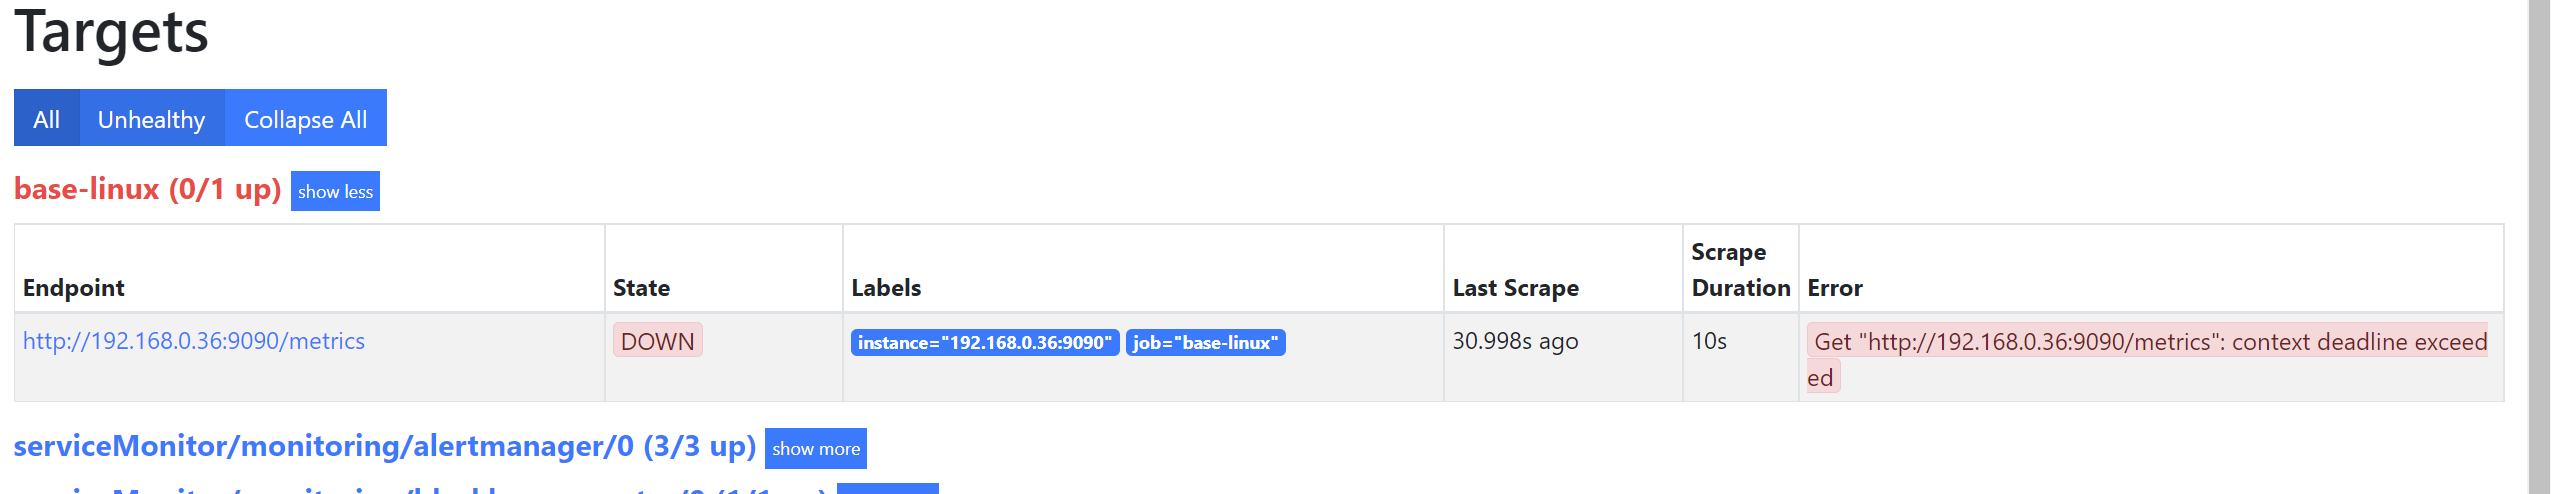 Targets
All Unhealthy Collapse All
base-linux (0/1 up) show less
Endpoint State Labels Last Scrape Scrape Duration Error
http://192.168.0.36:9090/metrics DOWN instance="192.168.0.36:9090" job="base-linux" 30.998s ago 10s Get "http://192.168.0.36:9090/metrics": context deadline exceed
ed
serviceMonitor/monitoring/alertmanager/0 (3/3 up) show more